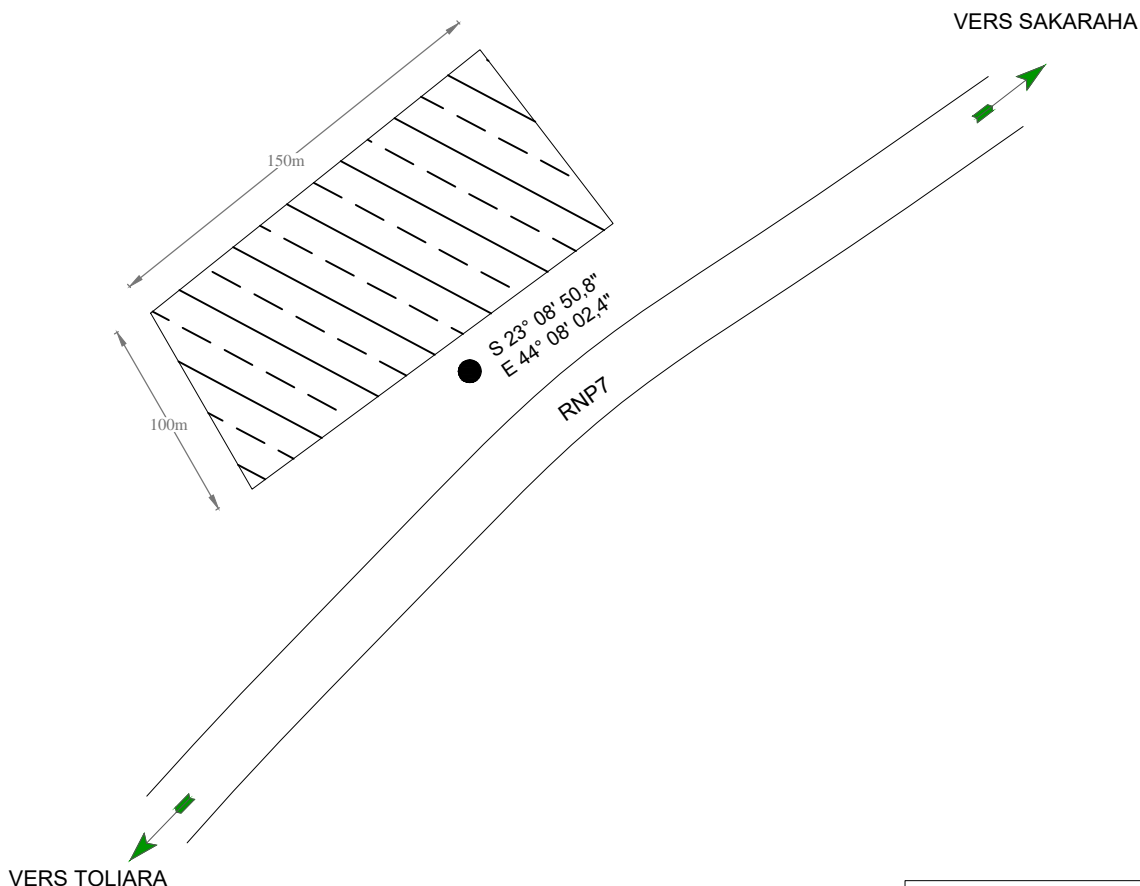 VERS SAKARAHA
150m
S 23° 08' 50,8"
E 44° 08' 02,4"
RNP7
100m
VERS TOLIARA